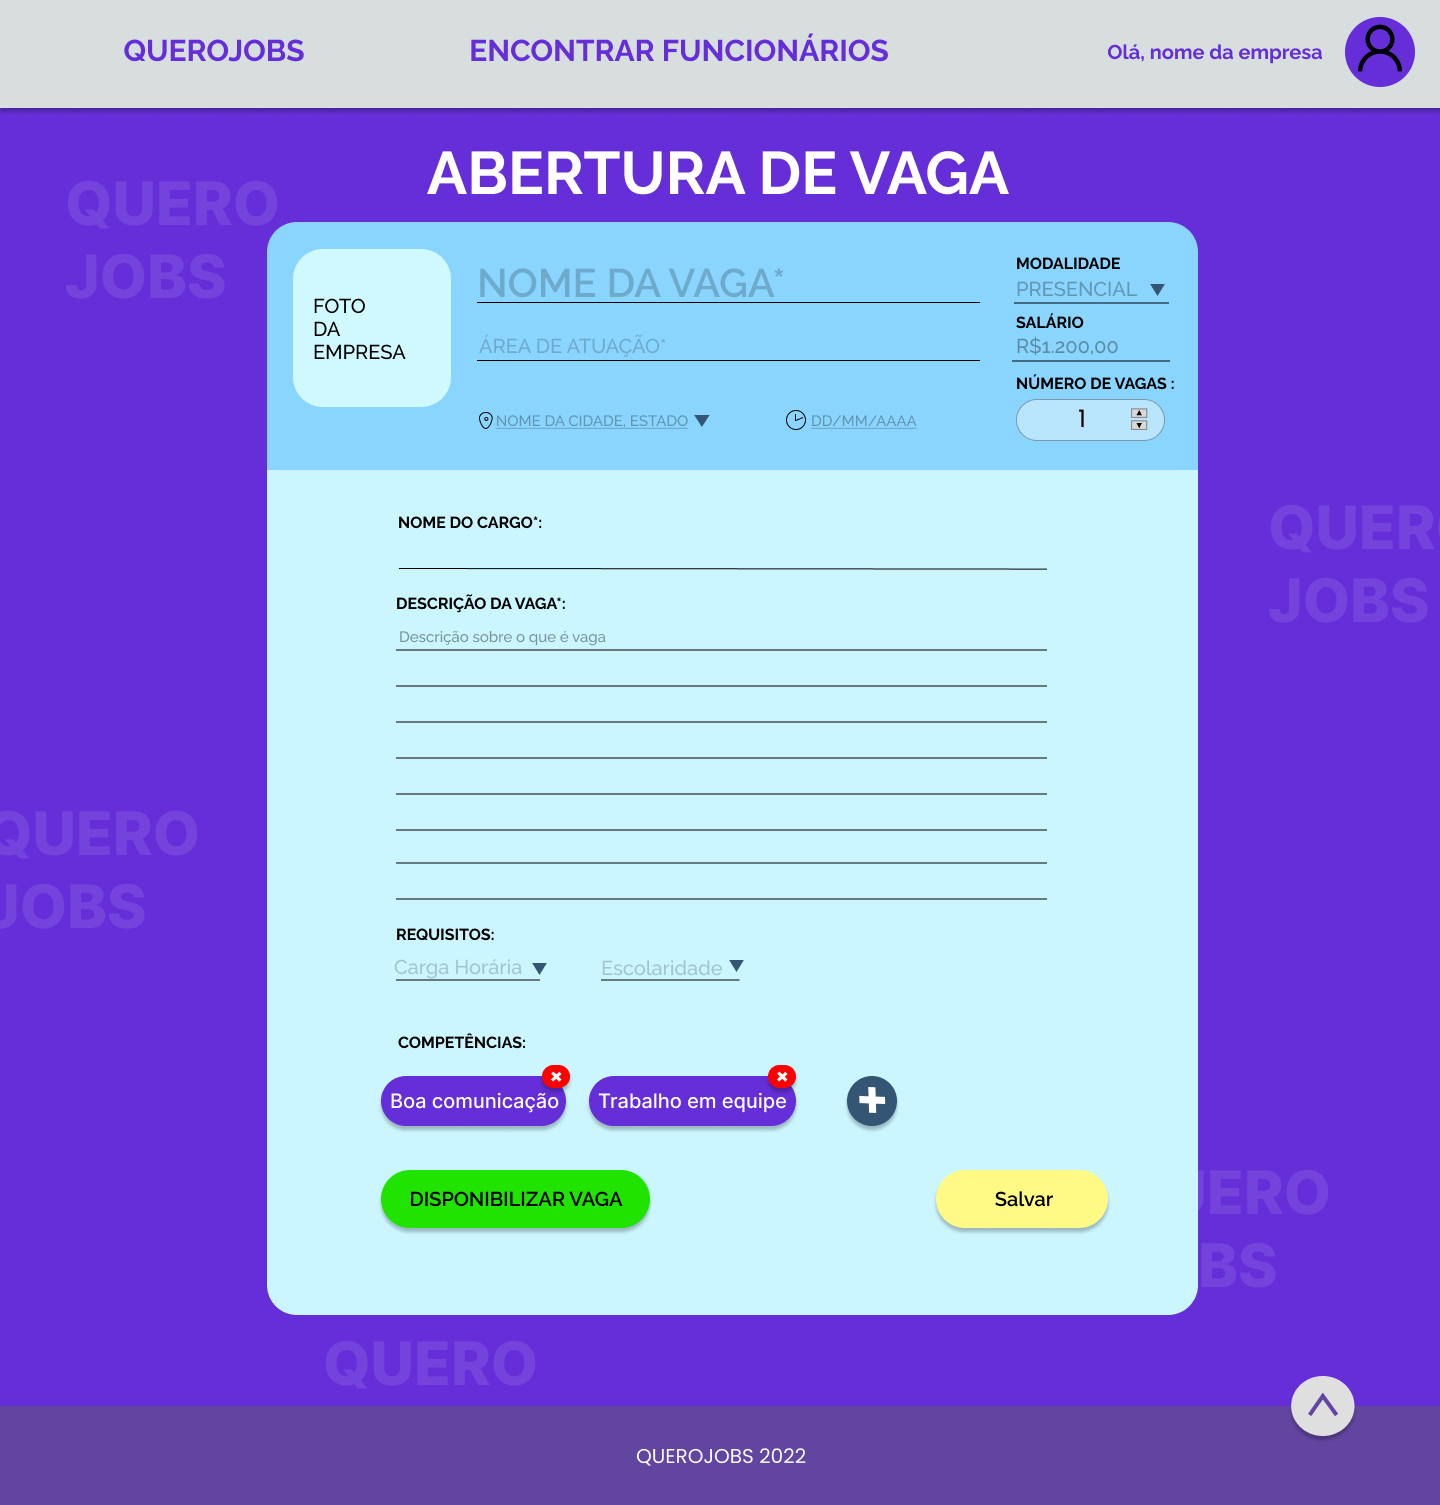 QUEROJOBS
ENCONTRAR FUNCIONÁRIOS
Olá, nome da empresa
ABERTURA DE VAGA
QUERO
JOBS
FOTO
DA
EMPRESA
NOME DA VAGA*
ÁREA DE ATUAÇÃO*
NOME DA CIDADE, ESTADO
DD/MM/AAAA
MODALIDADE
PRESENCIAL
SALÁRIO
R$1.200,00
NÚMERO DE VAGAS :
1
NOME DO CARGO*:
QUERO
JOBS
DESCRIÇÃO DA VAGA*:
Descrição sobre o que é vaga
QUERO
JOBS
REQUISITOS:
Carga Horária
Escolaridade
COMPETÊNCIAS:
Boa comunicação
Trabalho em equipe
DISPONIBILIZAR VAGA
Salvar
UERO
BS
QUERO
QUEROJOBS 2022